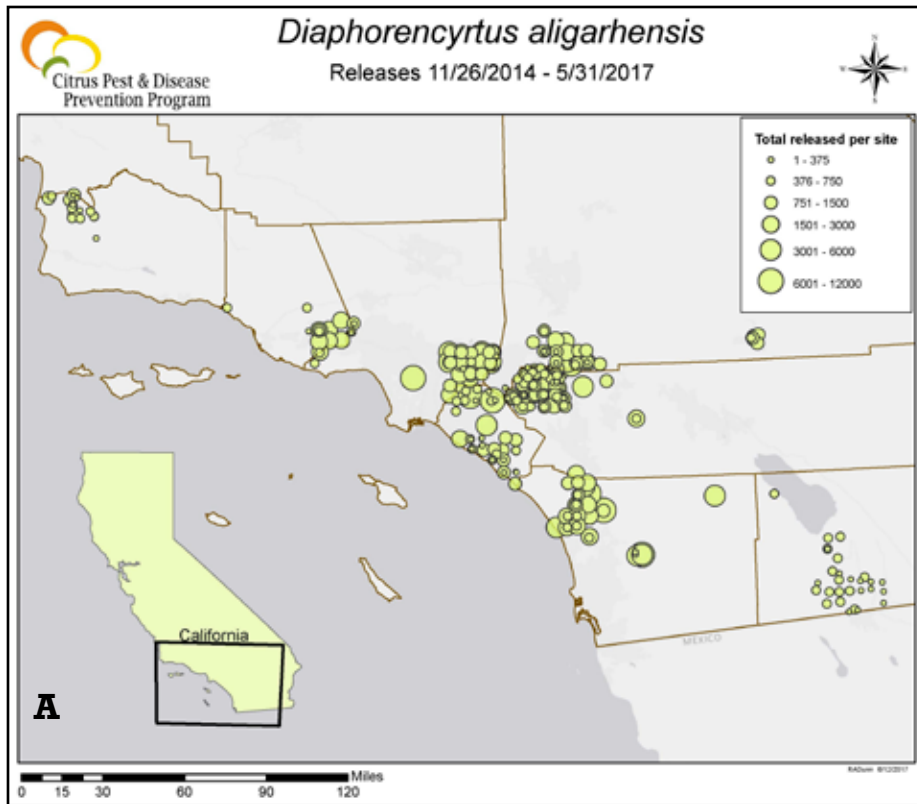 Diaphorencyrtus aligarhensis
Releases 11/26/2014 - 5/31/2017
Citrus Pest & Disease
Prevention Program
N
W
E
S
Total released per site
1 - 375
376 - 750
751 - 1500
1501 - 3000
3001 - 6000
6001 - 12000
MEXICO
California
A
Miles
0 15 30 60 90 120